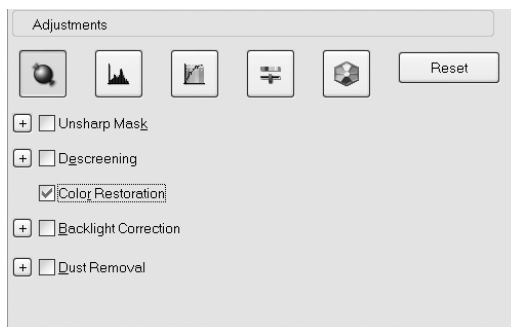 Adjustments
Reset
Unsharp Mask
Descreening
Color Restoration
Backlight Correction
Dust Removal